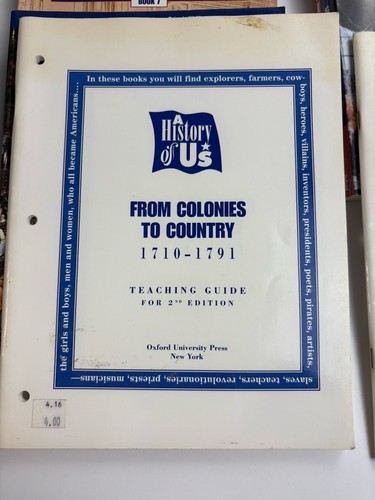 BOOK 7
In these books you will find explorers, farmers, cow-
boys, heroes, villains, inventors, presidents, poets, pirates, artists,
slaves, teachers, revolutionaries, priests, musicians—
the girls and boys, men and women, who all became Americans....
A
History
of US
FROM COLONIES
TO COUNTRY
1710–1791
TEACHING GUIDE
FOR 2ND EDITION
Oxford University Press
New York
4.16
4.00